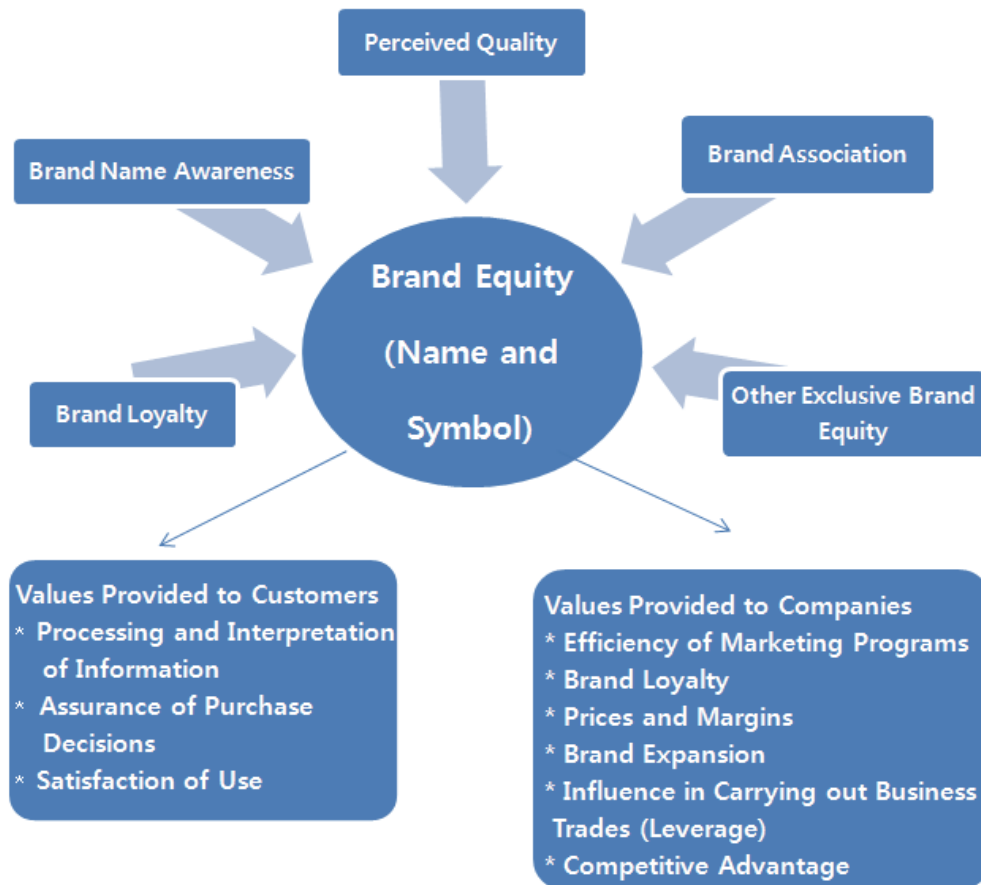 Perceived Quality
Brand Name Awareness
Brand Association
Brand Equity
(Name and
Symbol)
Brand Loyalty
Other Exclusive Brand
Equity
Values Provided to Customers
* Processing and Interpretation
of Information
* Assurance of Purchase
Decisions
* Satisfaction of Use
Values Provided to Companies
* Efficiency of Marketing Programs
* Brand Loyalty
* Prices and Margins
* Brand Expansion
* Influence in Carrying out Business
Trades (Leverage)
* Competitive Advantage